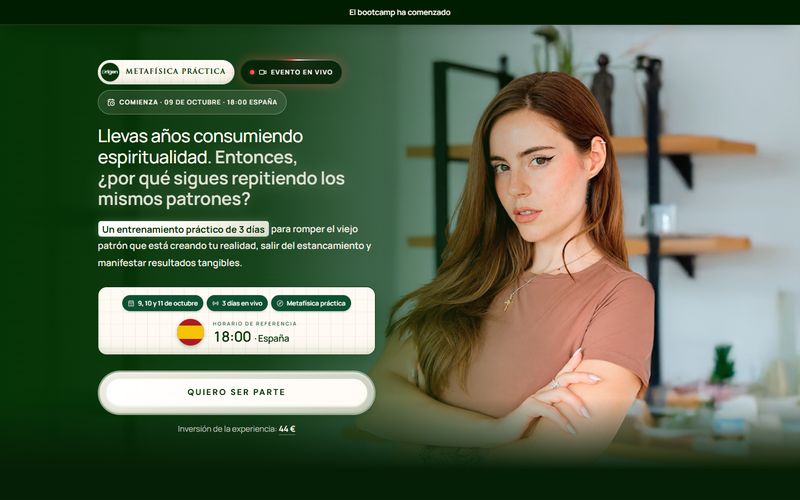 El bootcamp ha comenzado
Origen METAFÍSICA PRÁCTICA
EVENTO EN VIVO
COMIENZA · 09 DE OCTUBRE · 18:00 ESPAÑA
Llevas años consumiendo
espiritualidad. Entonces,
¿por qué sigues repitiendo los
mismos patrones?
Un entrenamiento práctico de 3 días para romper el viejo
patrón que está creando tu realidad, salir del estancamiento y
manifestar resultados tangibles.
9, 10 y 11 de octubre
3 días en vivo
Metafísica práctica
HORARIO DE REFERENCIA
18:00 · España
QUIERO SER PARTE
Inversión de la experiencia: 44 €